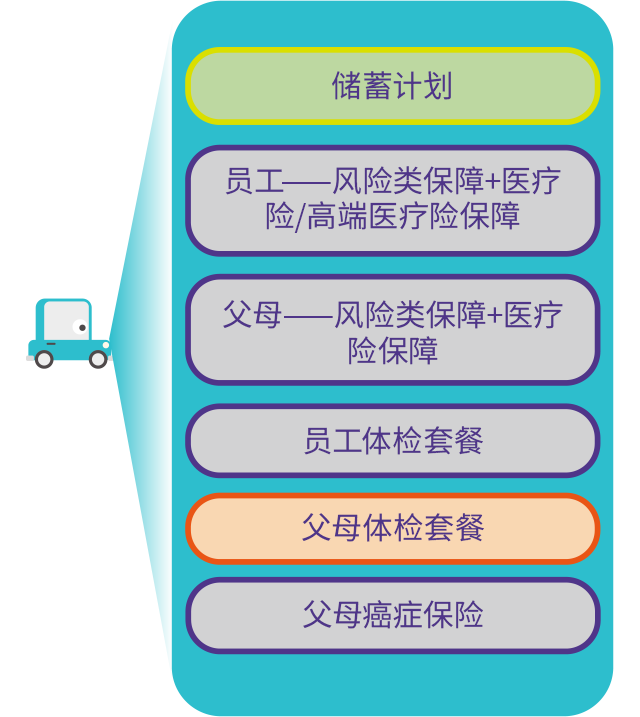 储蓄计划
员工——风险类保障+医疗
险/高端医疗险保障
父母——风险类保障+医疗
险保障
员工体检套餐
父母体检套餐
父母癌症保险